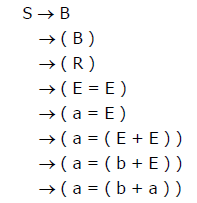 S → B
→ ( B )
→ ( R )
→ ( E = E )
→ ( a = E )
→ ( a = ( E + E ) )
→ ( a = ( b + E ) )
→ ( a = ( b + a ) )